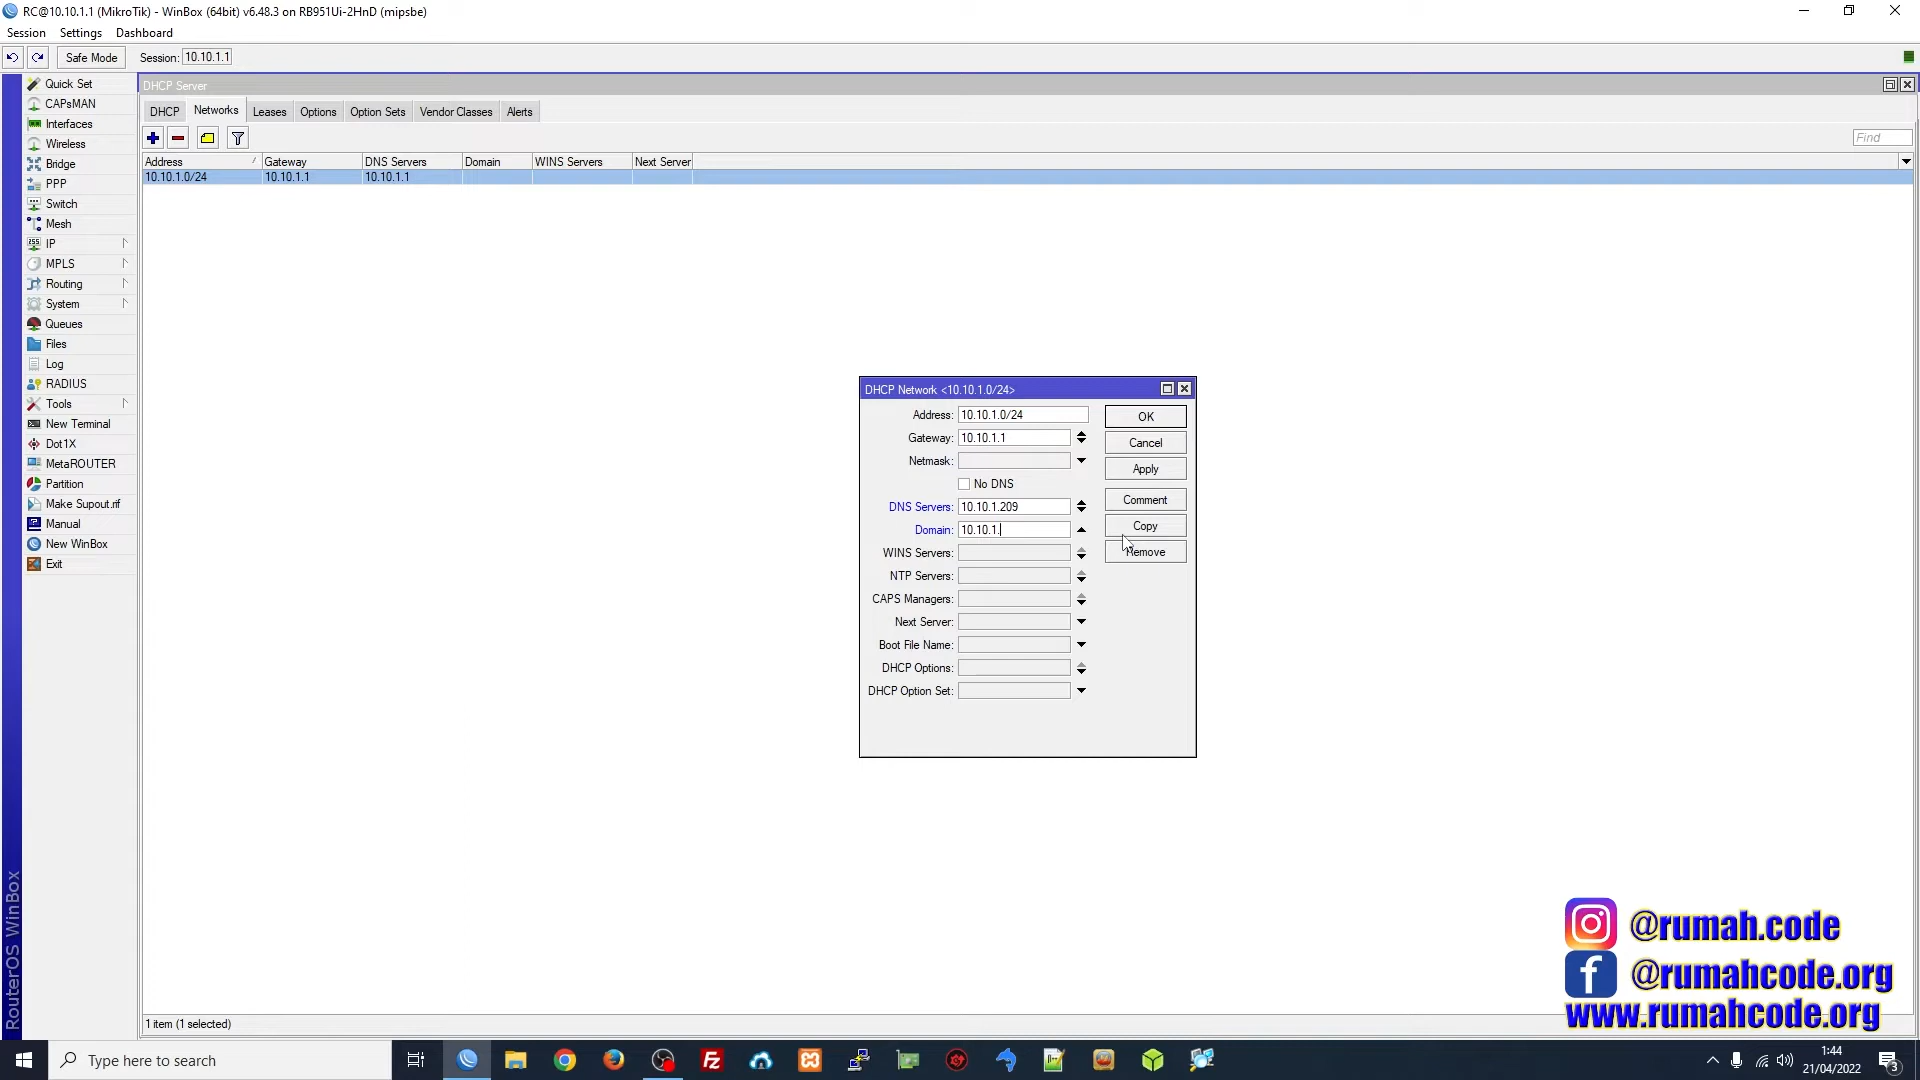 RC@10.10.1.1 (MikroTik) - WinBox (64bit) v6.48.3 on RB951Ui-2HnD (mipsbe)
Session Settings Dashboard
Safe Mode Session: 10.10.1.1
Quick Set
CAPsMAN
Interfaces
Wireless
Bridge
PPP
Switch
Mesh
IP
MPLS
Routing
System
Queues
Files
Log
RADIUS
Tools
New Terminal
Dot1X
MetaROUTER
Partition
Make Supout.rif
Manual
New WinBox
Exit
RouterOS WinBox
DHCP Server
DHCP Networks Leases Options Option Sets Vendor Classes Alerts
Find
Address Gateway DNS Servers Domain WINS Servers Next Server
10.10.1.0/24 10.10.1.1 10.10.1.1
DHCP Network <10.10.1.0/24>
Address: 10.10.1.0/24 OK
Gateway: 10.10.1.1 Cancel
Netmask: Apply
No DNS
Comment
DNS Servers: 10.10.1.209
Domain: 10.10.1. Copy
WINS Servers: Remove
NTP Servers:
CAPS Managers:
Next Server:
Boot File Name:
DHCP Options:
DHCP Option Set:
1 item (1 selected)
@rumah.code
@rumahcode.org
www.rumahcode.org
Type here to search
1:44
21/04/2022
3